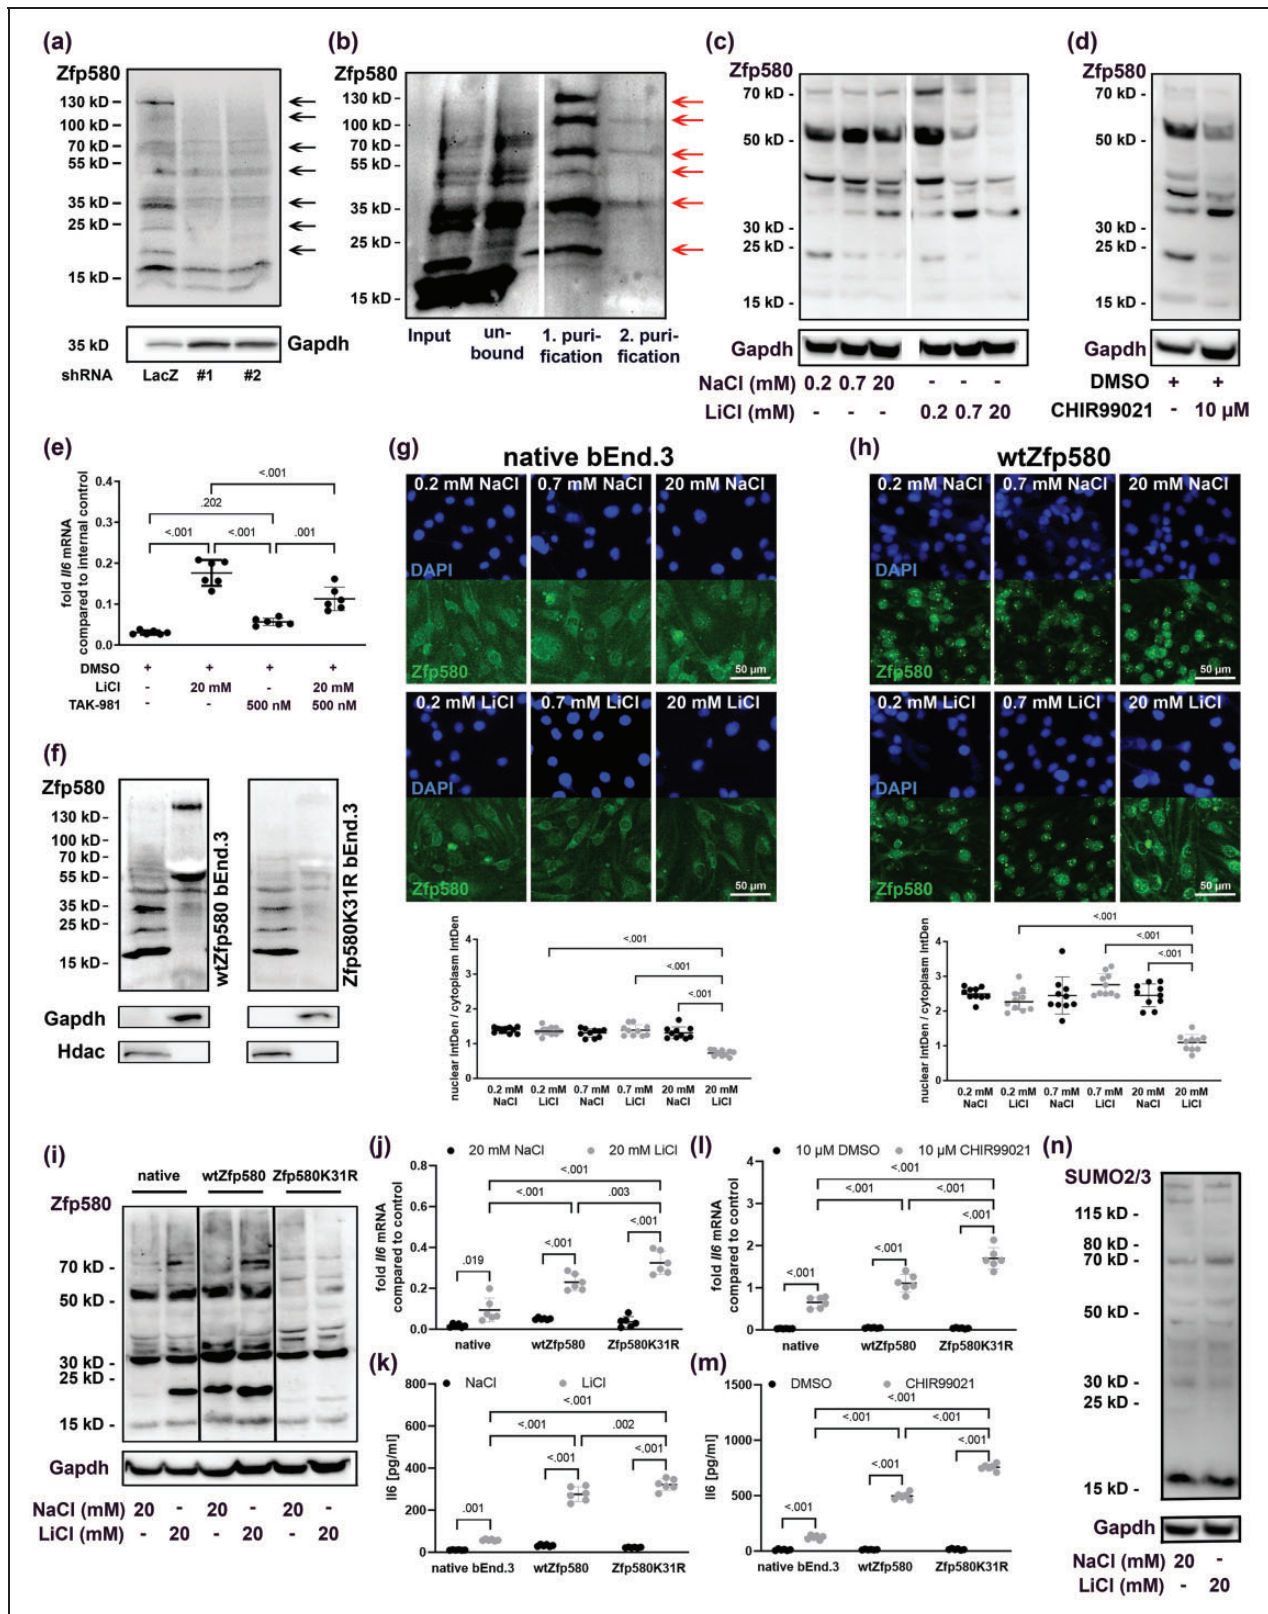 (a)
Zfp580
130 kD
100 kD
70 kD
55 kD
35 kD
25 kD
15 kD
35 kD
Gapdh
shRNA LacZ #1 #2
(b)
Zfp580
130 kD
100 kD
70 kD
55 kD
35 kD
25 kD
15 kD
Input
un-
bound
1. puri-
fication
2. puri-
fication
(c)
Zfp580
70 kD
50 kD
30 kD
25 kD
15 kD
Gapdh
NaCl (mM) 0.2 0.7 20 - - -
LiCl (mM) - - - 0.2 0.7 20
(d)
Zfp580
70 kD
50 kD
30 kD
25 kD
15 kD
Gapdh
DMSO + +
CHIR99021 - 10 µM
(e)
fold Il6 mRNA
compared to internal control
0.4
0.3
0.2
0.1
0.0
<.001
.202
<.001 <.001 .001
DMSO + + + +
LiCl - 20 mM - 20 mM
TAK-981 - - 500 nM 500 nM
(f)
Zfp580
130 kD
100 kD
70 kD
55 kD
35 kD
25 kD
15 kD
wtZfp580 bEnd.3
Zfp580K31R bEnd.3
Gapdh
Hdac
(g)
native bEnd.3
0.2 mM NaCl 0.7 mM NaCl 20 mM NaCl
DAPI
Zfp580
50 µm
0.2 mM LiCl 0.7 mM LiCl 20 mM LiCl
DAPI
Zfp580
50 µm
nuclear IntDen / cytoplasm IntDen
4
3
2
1
0
<.001
<.001
<.001
0.2 mM 0.2 mM 0.7 mM 0.7 mM 20 mM 20 mM
NaCl LiCl NaCl LiCl NaCl LiCl
(h)
wtZfp580
0.2 mM NaCl 0.7 mM NaCl 20 mM NaCl
DAPI
Zfp580
50 µm
0.2 mM LiCl 0.7 mM LiCl 20 mM LiCl
DAPI
Zfp580
50 µm
nuclear IntDen / cytoplasm IntDen
4
3
2
1
0
<.001
<.001
<.001
0.2 mM 0.2 mM 0.7 mM 0.7 mM 20 mM 20 mM
NaCl LiCl NaCl LiCl NaCl LiCl
(i)
native wtZfp580 Zfp580K31R
Zfp580
70 kD
50 kD
30 kD
25 kD
15 kD
Gapdh
NaCl (mM) 20 - 20 - 20 -
LiCl (mM) - 20 - 20 - 20
(j)
20 mM NaCl 20 mM LiCl
fold Il6 mRNA
compared to control
0.8
0.6
0.4
0.2
0.0
<.001
<.001 .003
.019 <.001 <.001
native wtZfp580 Zfp580K31R
(k)
NaCl LiCl
Il6 [pg/ml]
800
600
400
200
0
<.001
<.001 .002
.001 <.001 <.001
native bEnd.3 wtZfp580 Zfp580K31R
(l)
10 µM DMSO 10 µM CHIR99021
fold Il6 mRNA
compared to control
4
3
2
1
0
<.001
<.001 <.001
<.001 <.001 <.001
native wtZfp580 Zfp580K31R
(m)
DMSO CHIR99021
Il6 [pg/ml]
1500
1000
500
0
<.001
<.001 <.001
<.001 <.001 <.001
native bEnd.3 wtZfp580 Zfp580K31R
(n)
SUMO2/3
115 kD
80 kD
70 kD
50 kD
30 kD
25 kD
15 kD
Gapdh
NaCl (mM) 20 -
LiCl (mM) - 20